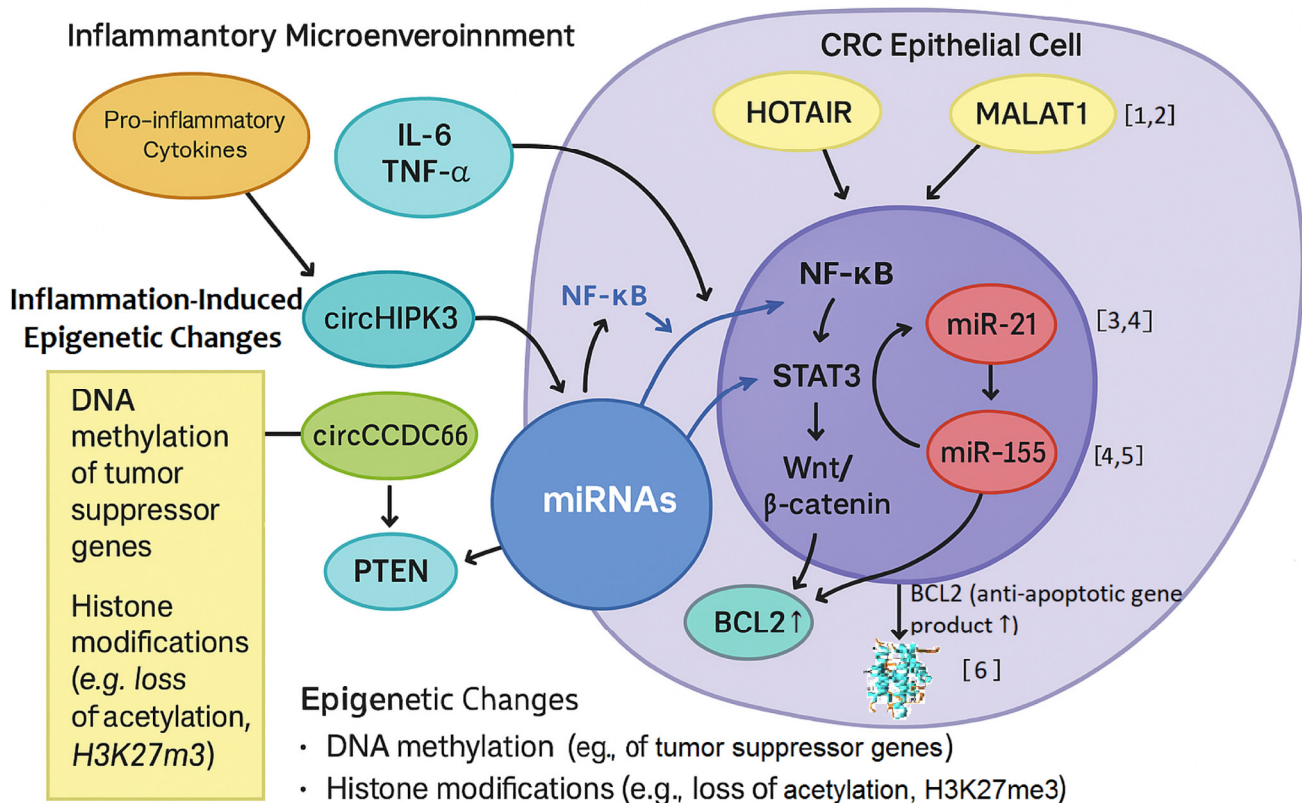 Inflammantory Microenveroinnment
CRC Epithelial Cell
Pro-inflammatory
Cytokines
IL-6
TNF-α
HOTAIR
MALAT1
[1,2]
Inflammation-Induced
Epigenetic Changes
circHIPK3
NF-κB
NF-κB
miR-21
[3,4]
STAT3
DNA
methylation
of tumor
suppressor
genes
circCCDC66
miR-155
[4,5]
miRNAs
Wnt/
β-catenin
PTEN
Histone
modifications
(e.g. loss
of acetylation,
H3K27m3)
BCL2↑
BCL2 (anti-apoptotic gene
product ↑)
[6]
Epigenetic Changes
· DNA methylation (eg., of tumor suppressor genes)
· Histone modifications (e.g., loss of acetylation, H3K27me3)